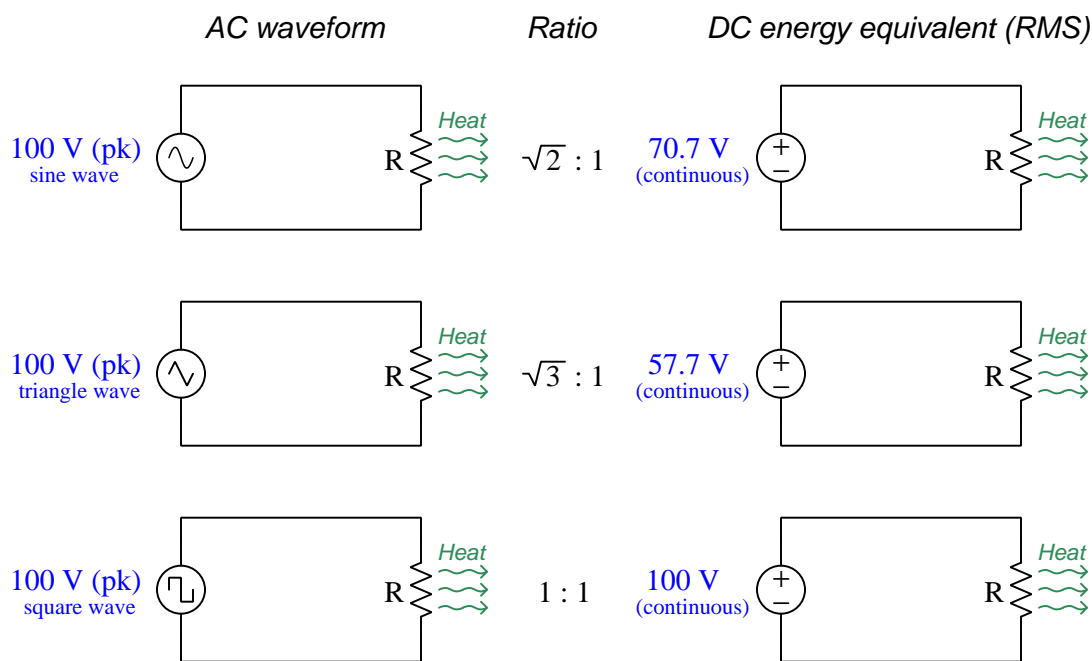 AC waveform Ratio DC energy equivalent (RMS)
Heat Heat
100 V (pk) R √2 : 1 70.7 V + R
sine wave (continuous) −
Heat Heat
100 V (pk) R √3 : 1 57.7 V + R
triangle wave (continuous) −
Heat Heat
100 V (pk) R 1 : 1 100 V + R
square wave (continuous) −